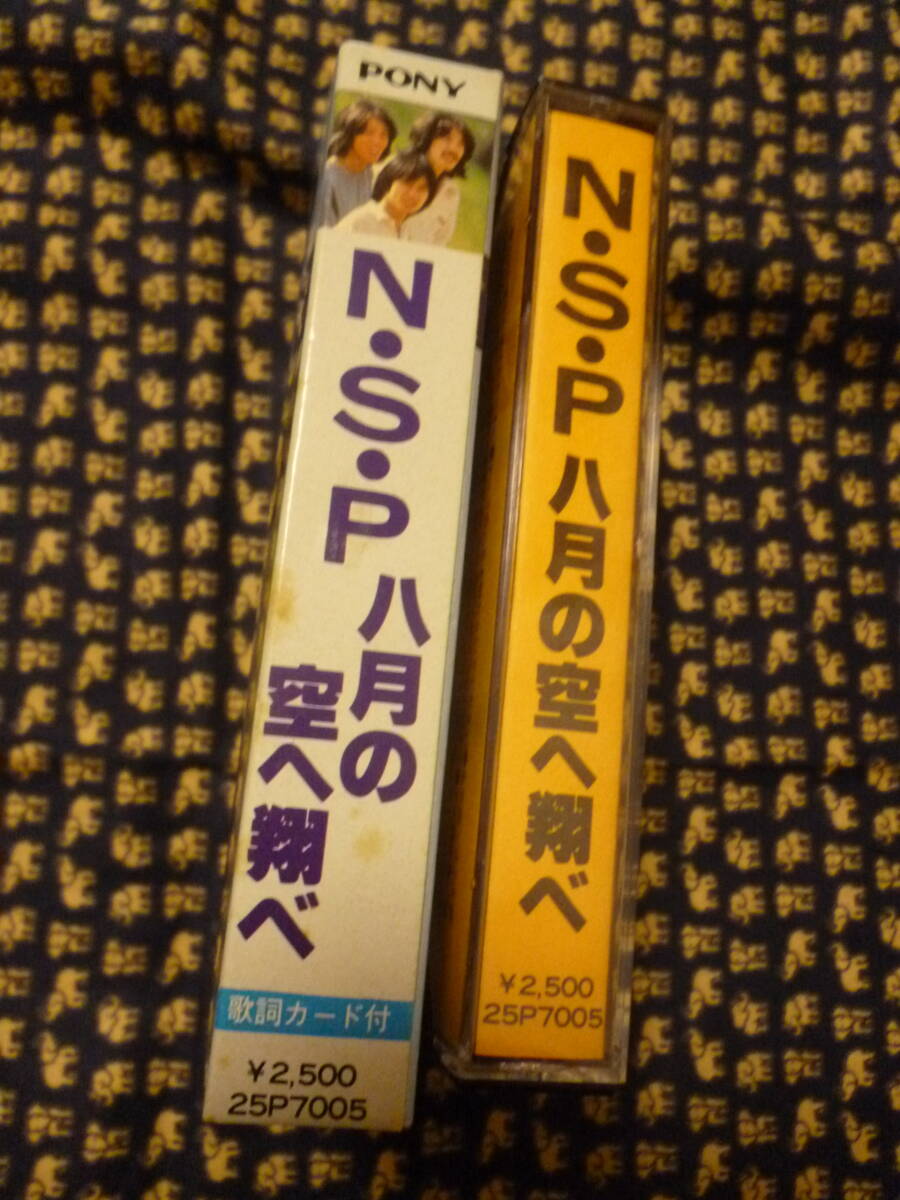 PONY
N・S・P
八月の
空へ翔べ
歌詞カード付
¥2,500
25P7005
N・S・P 八月の空へ翔べ
¥2,500
25P7005